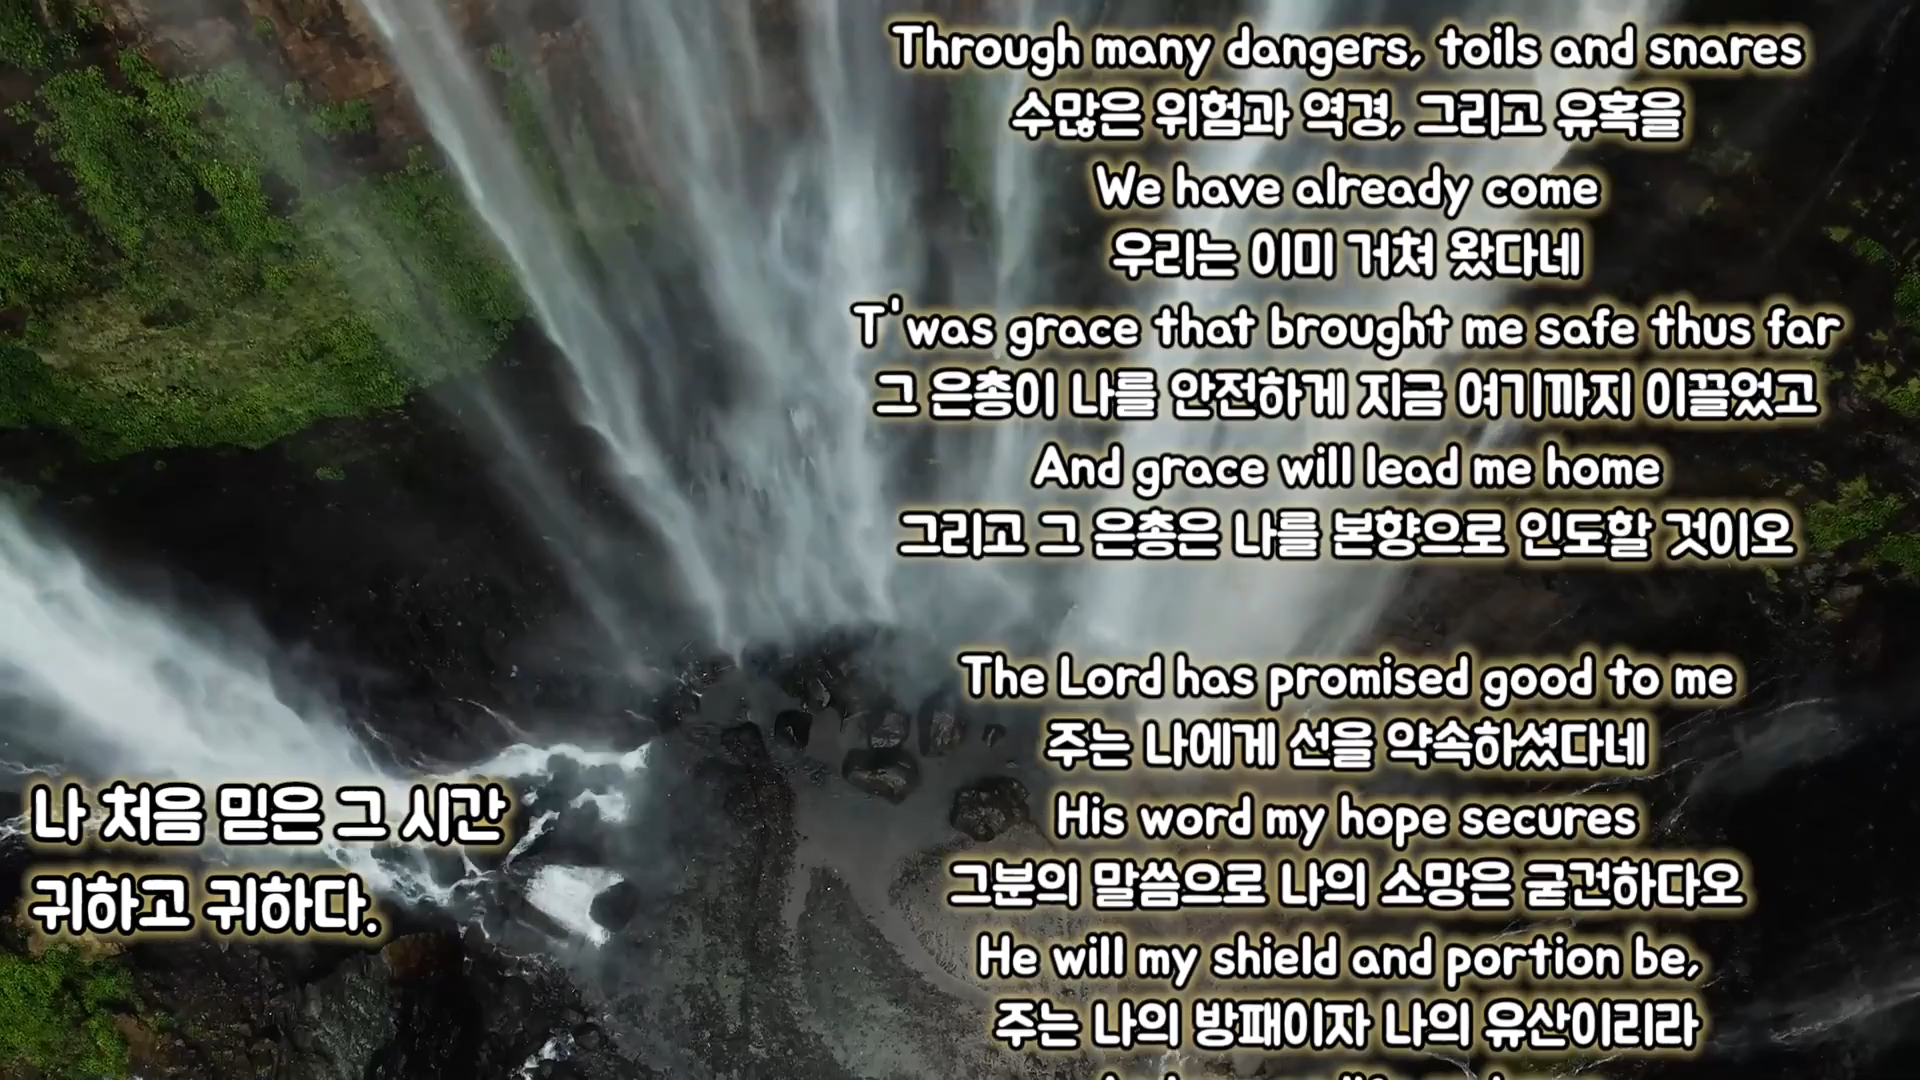 Through many dangers, toils and snares
수많은 위험과 역경, 그리고 유혹을
We have already come
우리는 이미 거쳐 왔다네
T'was grace that brought me safe thus far
그 은총이 나를 안전하게 지금 여기까지 이끌었고
And grace will lead me home
그리고 그 은총은 나를 본향으로 인도할 것이오
The Lord has promised good to me
주는 나에게 선을 약속하셨다네
His word my hope secures
그분의 말씀으로 나의 소망은 굳건하다오
He will my shield and portion be,
주는 나의 방패이자 나의 유산이리라
나 처음 믿은 그 시간
귀하고 귀하다.